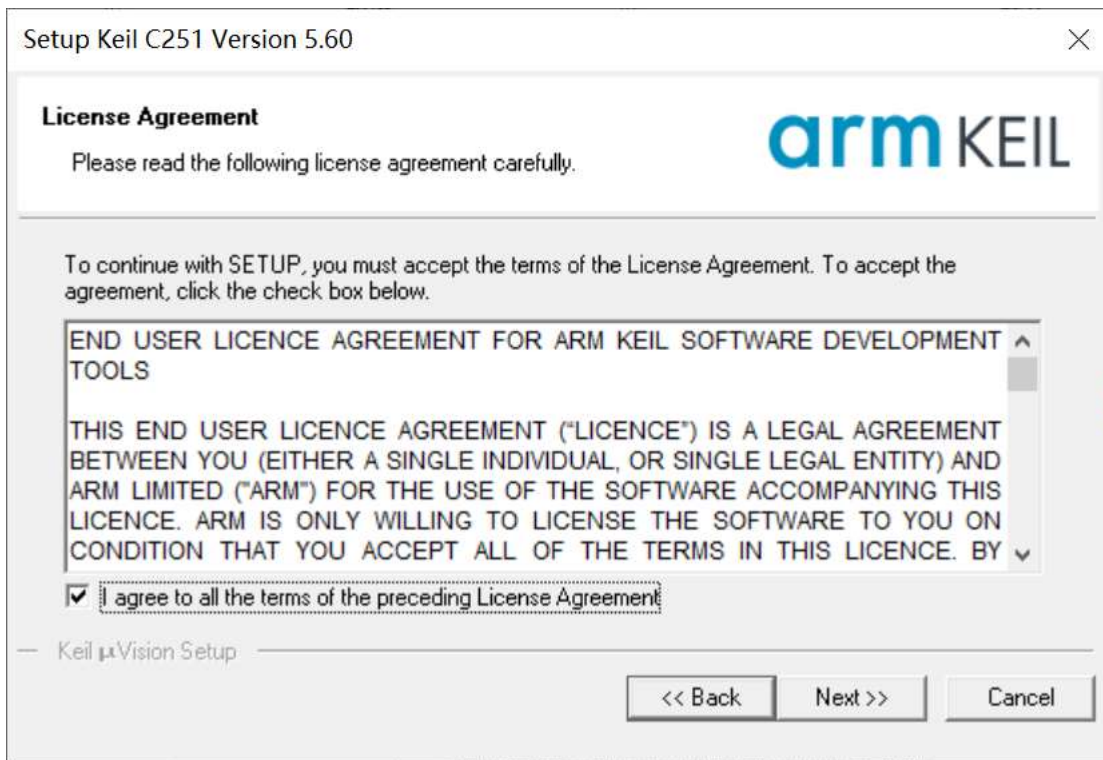 Setup Keil C251 Version 5.60
License Agreement
Please read the following license agreement carefully.
arm KEIL
To continue with SETUP, you must accept the terms of the License Agreement. To accept the
agreement, click the check box below.
END USER LICENCE AGREEMENT FOR ARM KEIL SOFTWARE DEVELOPMENT
TOOLS
THIS END USER LICENCE AGREEMENT (“LICENCE”) IS A LEGAL AGREEMENT
BETWEEN YOU (EITHER A SINGLE INDIVIDUAL, OR SINGLE LEGAL ENTITY) AND
ARM LIMITED ("ARM") FOR THE USE OF THE SOFTWARE ACCOMPANYING THIS
LICENCE. ARM IS ONLY WILLING TO LICENSE THE SOFTWARE TO YOU ON
CONDITION THAT YOU ACCEPT ALL OF THE TERMS IN THIS LICENCE. BY
I agree to all the terms of the preceding License Agreement
Keil µVision Setup
<< Back
Next >>
Cancel